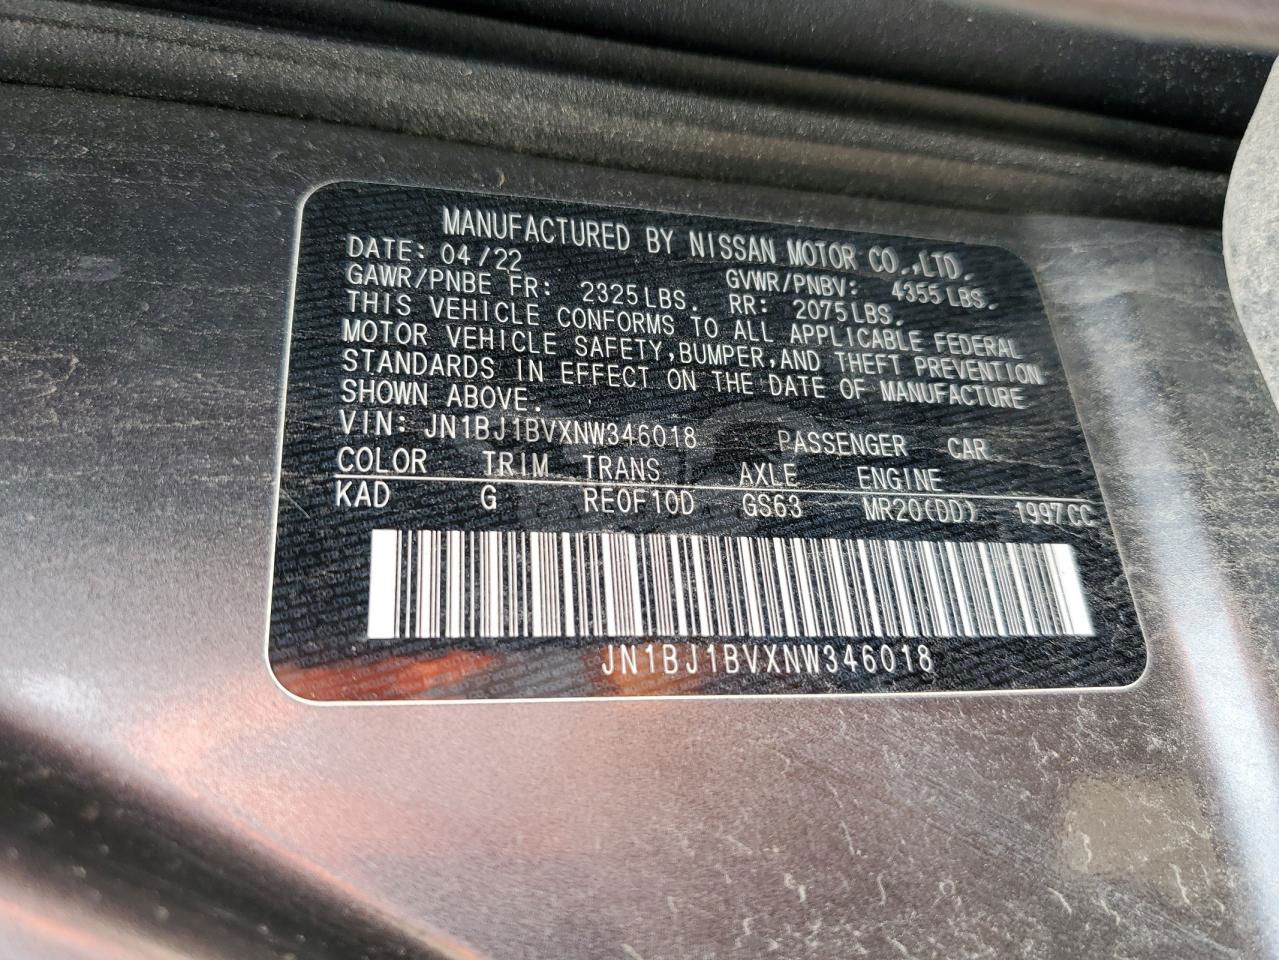 MANUFACTURED BY NISSAN MOTOR CO.,LTD.
DATE: 04/22 GVWR/PNBV: 4355LBS.
GAWR/PNBE FR: 2325LBS. RR: 2075LBS.
THIS VEHICLE CONFORMS TO ALL APPLICABLE FEDERAL
MOTOR VEHICLE SAFETY,BUMPER,AND THEFT PREVENTION
STANDARDS IN EFFECT ON THE DATE OF MANUFACTURE
SHOWN ABOVE.
VIN: JN1BJ1BVXNW346018 PASSENGER CAR
COLOR TRIM TRANS AXLE ENGINE
KAD G RE0F10D GS63 MR20(DD) 1997CC
JN1BJ1BVXNW346018